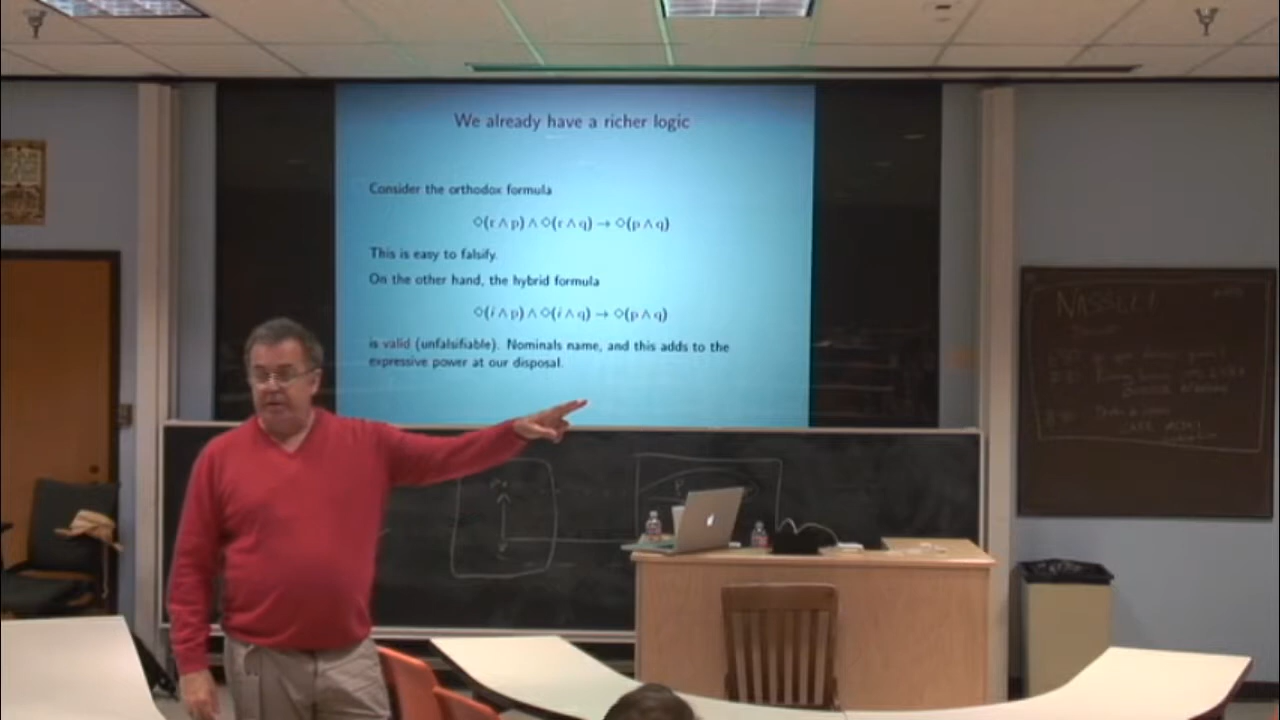 We already have a richer logic
Consider the orthodox formula
◇(r ∧ p) ∧ ◇(r ∧ q) → ◇(p ∧ q)
This is easy to falsify.
On the other hand, the hybrid formula
◇(i ∧ p) ∧ ◇(i ∧ q) → ◇(p ∧ q)
is valid (unfalsifiable). Nominals name, and this adds to the
expressive power at our disposal.
NASSLLI